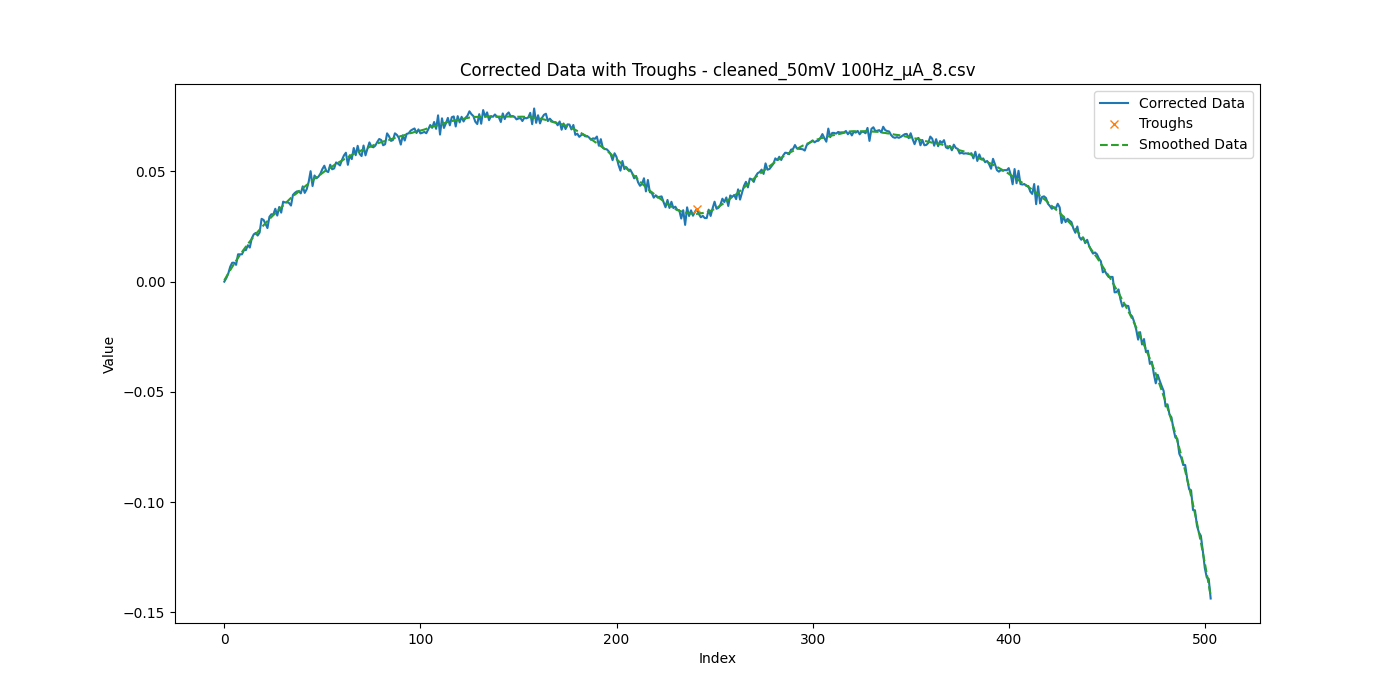 Corrected Data with Troughs - cleaned_50mV 100Hz_µA_8.csv
Corrected Data
Troughs
Smoothed Data
Value
0.05
0.00
−0.05
−0.10
−0.15
0 100 200 300 400 500
Index